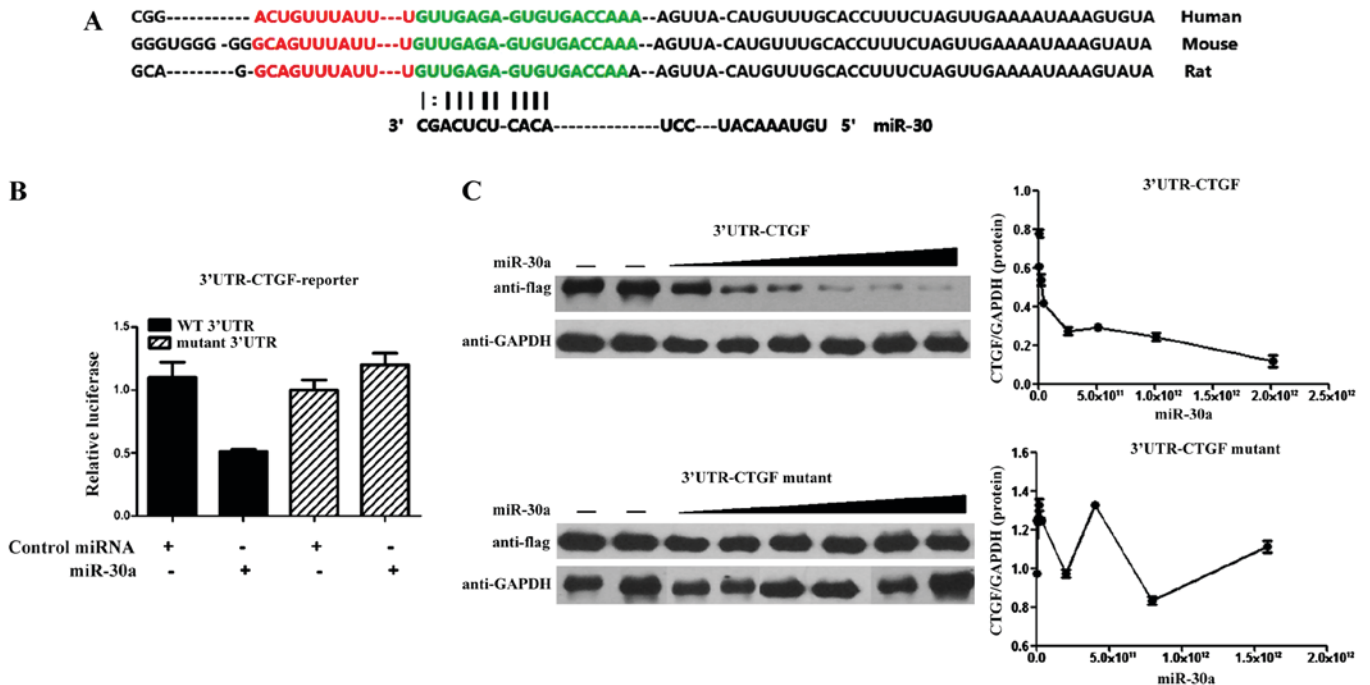 A
CGG----------- ACUGUUUAUU---UGUUGAGA-GUGUGACCAAA--AGUUA-CAUGUUUGCACCUUUCUAGUUGAAAAUAAAGUGUA Human
GGGUGGG -GGGCAGUUUAUU---UGUUGAGA-GUGUGACCAAA--AGUUA-CAUGUUUGCACCUUUCUAGUUGAAAAUAAAGUAUA Mouse
GCA----------G-GCAGUUUAUU---UGUUGAGA-GUGUGACCAAA--AGUUA-CAUGUUUGCACCUUUCUAGUUGAAAAUAAAGUAUA Rat
3' CGACUCU-CACA--------------UCC---UACAAAUGU 5' miR-30
B
3'UTR-CTGF-reporter
WT 3'UTR
mutant 3'UTR
Relative luciferase
1.5
1.0
0.5
0.0
Control miRNA + - + -
miR-30a - + - +
C
3'UTR-CTGF
miR-30a — —
anti-flag
anti-GAPDH
3'UTR-CTGF mutant
miR-30a — —
anti-flag
anti-GAPDH
3'UTR-CTGF
CTGF/GAPDH (protein)
1.0
0.8
0.6
0.4
0.2
0.0
0.0 5.0x10¹¹ 1.0x10¹² 1.5x10¹² 2.0x10¹² 2.5x10¹²
miR-30a
3'UTR-CTGF mutant
CTGF/GAPDH (protein)
1.6
1.4
1.2
1.0
0.8
0.6
0.0 5.0x10¹¹ 1.0x10¹² 1.5x10¹² 2.0x10¹²
miR-30a